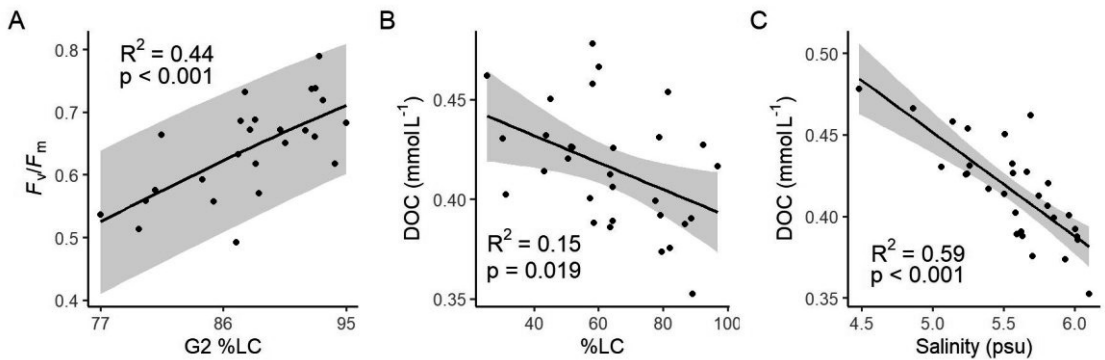 A
R² = 0.44
p < 0.001
0.8
0.7
0.6
0.5
0.4
Fᵥ/Fₘ
77
86
95
G2 %LC
B
R² = 0.15
p = 0.019
0.45
0.40
0.35
DOC (mmol L⁻¹)
40
60
80
100
%LC
C
R² = 0.59
p < 0.001
0.50
0.45
0.40
0.35
DOC (mmol L⁻¹)
4.5
5.0
5.5
6.0
Salinity (psu)